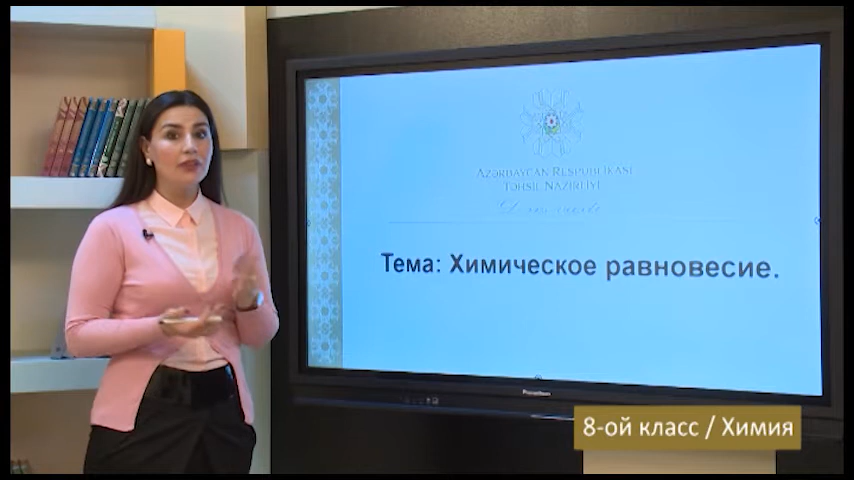 AZƏRBAYCAN RESPUBLİKASI
TƏHSİL NAZİRLİYİ
Тема: Химическое равновесие.
8-ой класс / Химия